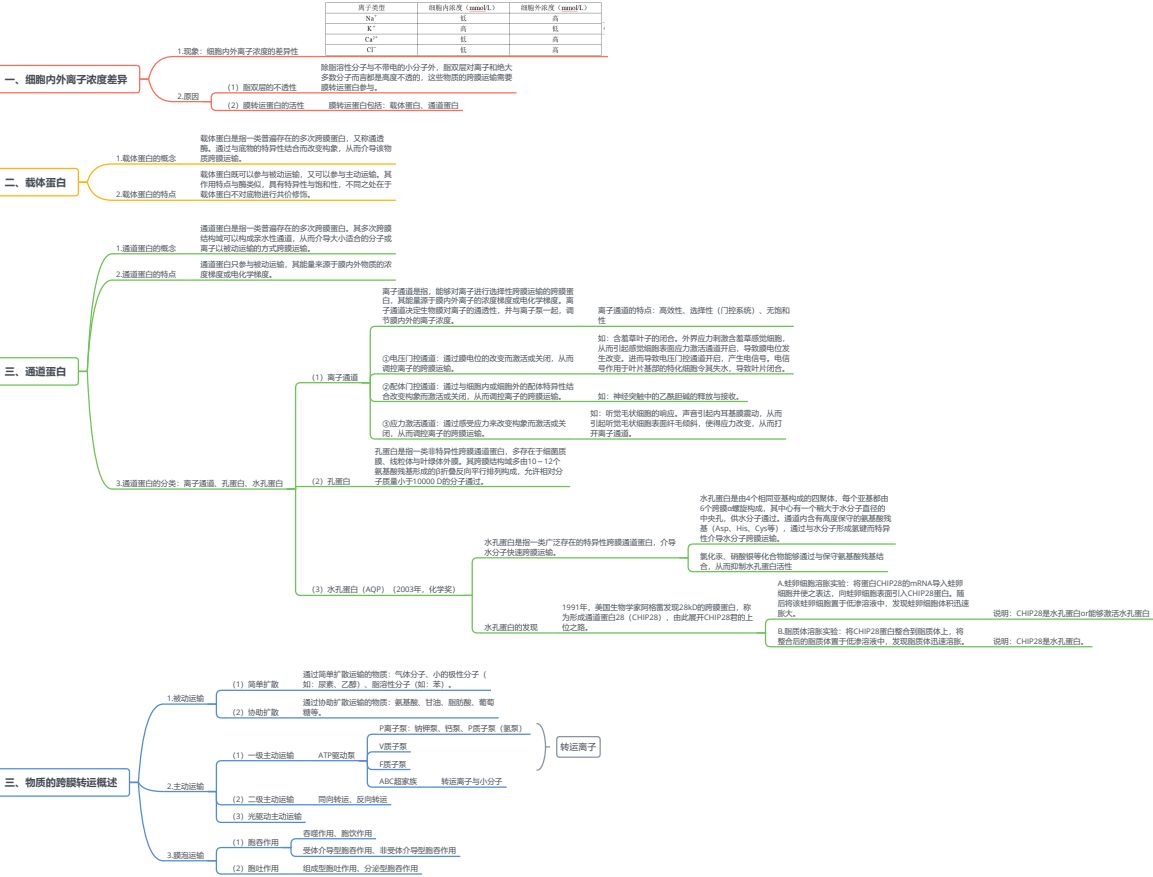 离子类型 细胞内浓度（mmol/L） 细胞外浓度（mmol/L）
Na⁺ 低 高
K⁺ 高 低
Ca²⁺ 低 高
Cl⁻ 低 高
1.现象：细胞内外离子浓度的差异性
一、细胞内外离子浓度差异
2.原因
（1）脂双层的不透性
除脂溶性分子与不带电的小分子外，脂双层对离子和绝大
多数分子而言都是高度不透的，这些物质的跨膜运输需要
膜转运蛋白参与。
（2）膜转运蛋白的活性
膜转运蛋白包括：载体蛋白、通道蛋白
二、载体蛋白
1.载体蛋白的概念
载体蛋白是指一类普遍存在的多次跨膜蛋白，又称通透
酶。通过与底物的特异性结合而改变构象，从而介导该物
质跨膜运输。
2.载体蛋白的特点
载体蛋白既可以参与被动运输，又可以参与主动运输。其
作用特点与酶类似，具有特异性与饱和性，不同之处在于
载体蛋白不对底物进行共价修饰。
三、通道蛋白
1.通道蛋白的概念
通道蛋白是指一类普遍存在的多次跨膜蛋白。其多次跨膜
结构域可以构成亲水性通道，从而介导大小适合的分子或
离子以被动运输的方式跨膜运输。
2.通道蛋白的特点
通道蛋白只参与被动运输，其能量来源于膜内外物质的浓
度梯度或电化学梯度。
3.通道蛋白的分类：离子通道、孔蛋白、水孔蛋白
（1）离子通道
离子通道是指，能够对离子进行选择性跨膜运输的跨膜蛋
白，其能量源于膜内外离子的浓度梯度或电化学梯度。离
子通道决定生物膜对离子的通透性，并与离子泵一起，调
节膜内外的离子浓度。
离子通道的特点：高效性、选择性（门控系统）、无饱和
性
①电压门控通道：通过膜电位的改变而激活或关闭，从而
调控离子的跨膜运输。
如：含羞草叶子的闭合。外界应力刺激含羞草感觉细胞，
从而引起感觉细胞表面应力激活通道开启，导致膜电位发
生改变。进而导致电压门控通道开启，产生电信号。电信
号作用于叶片基部的特化细胞令其失水，导致叶片闭合。
②配体门控通道：通过与细胞内或细胞外的配体特异性结
合改变构象而激活或关闭，从而调控离子的跨膜运输。
如：神经突触中的乙酰胆碱的释放与接收。
③应力激活通道：通过感受应力来改变构象而激活或关
闭，从而调控离子的跨膜运输。
如：听觉毛状细胞的响应。声音引起内耳基膜震动，从而
引起听觉毛状细胞表面纤毛倾斜，使得应力改变，从而打
开离子通道。
（2）孔蛋白
孔蛋白是指一类非特异性跨膜通道蛋白，多存在于细菌质
膜、线粒体与叶绿体外膜。其跨膜结构域多由10－12个
氨基酸残基形成的β折叠反向平行排列构成，允许相对分
子质量小于10000 D的分子通过。
（3）水孔蛋白（AQP）（2003年，化学奖）
水孔蛋白是指一类广泛存在的特异性跨膜通道蛋白，介导
水分子快速跨膜运输。
水孔蛋白是由4个相同亚基构成的四聚体，每个亚基都由
6个跨膜α螺旋构成，其中心有一个稍大于水分子直径的
中央孔，供水分子通过。通道内含有高度保守的氨基酸残
基（Asp、His、Cys等），通过与水分子形成氢键而特异
性介导水分子跨膜运输。
氯化汞、硝酸银等化合物能够通过与保守氨基酸残基结
合，从而抑制水孔蛋白活性
水孔蛋白的发现
1991年，美国生物学家阿格雷发现28kD的跨膜蛋白，称
为形成通道蛋白28（CHIP28），由此展开CHIP28君的上
位之路。
A.蛙卵细胞溶胀实验：将蛋白CHIP28的mRNA导入蛙卵
细胞并使之表达，向蛙卵细胞表面引入CHIP28蛋白。随
后将该蛙卵细胞置于低渗溶液中，发现蛙卵细胞体积迅速
胀大。
说明：CHIP28是水孔蛋白or能够激活水孔蛋白
B.脂质体溶胀实验：将CHIP28蛋白整合到脂质体上，将
整合后的脂质体置于低渗溶液中，发现脂质体迅速溶胀。
说明：CHIP28是水孔蛋白。
三、物质的跨膜转运概述
1.被动运输
（1）简单扩散
通过简单扩散运输的物质：气体分子、小的极性分子（
如：尿素、乙醇）、脂溶性分子（如：苯）。
（2）协助扩散
通过协助扩散运输的物质：氨基酸、甘油、脂肪酸、葡萄
糖等。
2.主动运输
（1）一级主动运输
ATP驱动泵
P离子泵：钠钾泵、钙泵、P质子泵（氢泵）
V质子泵
F质子泵
转运离子
ABC超家族
转运离子与小分子
（2）二级主动运输
同向转运、反向转运
（3）光驱动主动运输
3.膜泡运输
（1）胞吞作用
吞噬作用、胞饮作用
受体介导型胞吞作用、非受体介导型胞吞作用
（2）胞吐作用
组成型胞吐作用、分泌型胞吞作用